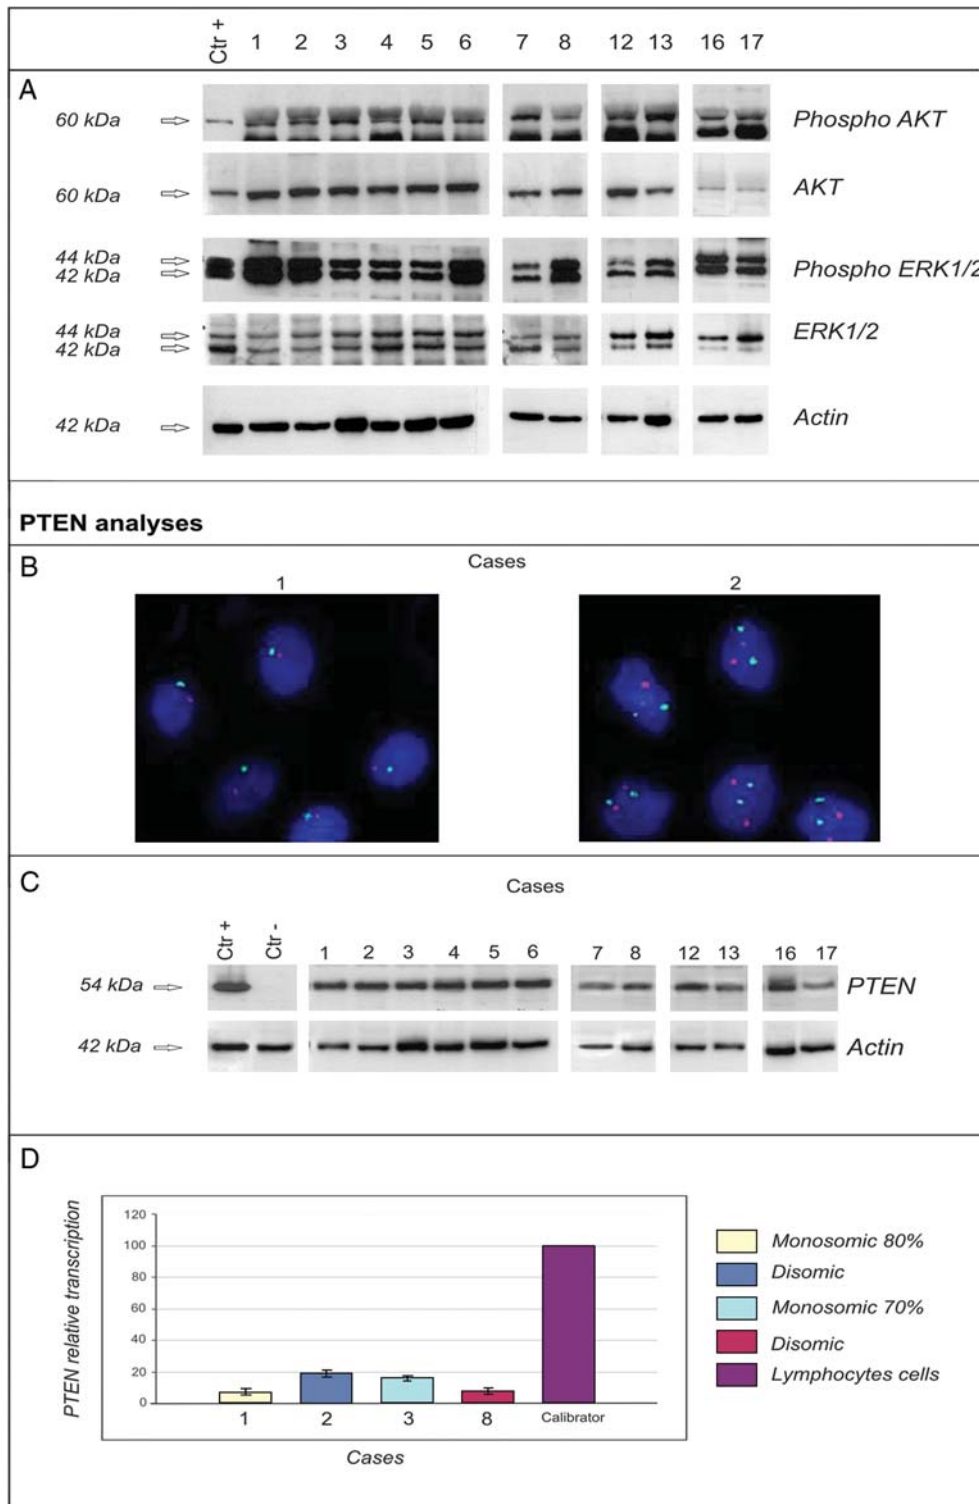 Ctr + 1 2 3 4 5 6 7 8 12 13 16 17
A
60 kDa Phospho AKT
60 kDa AKT
44 kDa
42 kDa Phospho ERK1/2
44 kDa ERK1/2
42 kDa
42 kDa Actin
PTEN analyses
B
Cases
1 2
C
Cases
Ctr + Ctr - 1 2 3 4 5 6 7 8 12 13 16 17
54 kDa PTEN
42 kDa Actin
D
PTEN relative transcription
120
100
80
60
40
20
0
1 2 3 8 Calibrator
Cases
Monosomic 80%
Disomic
Monosomic 70%
Disomic
Lymphocytes cells